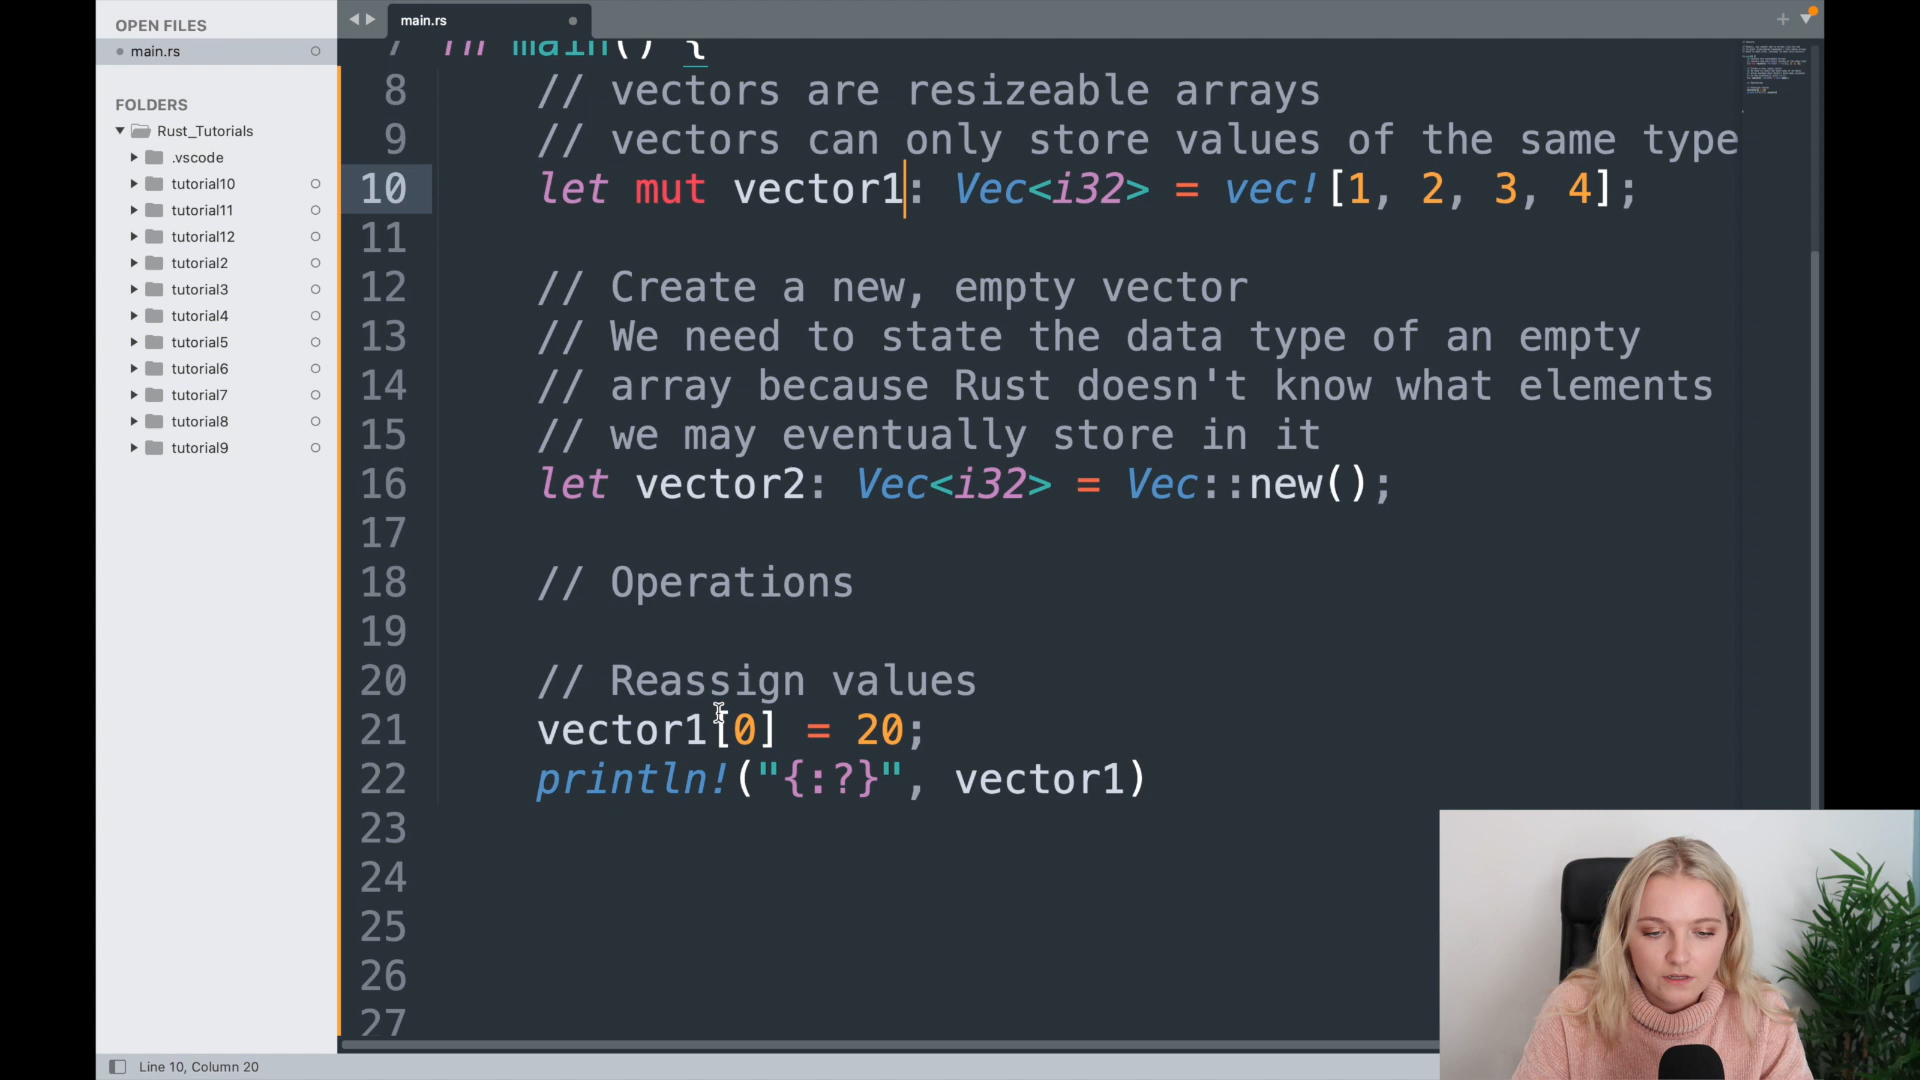 OPEN FILES
main.rs
FOLDERS
Rust_Tutorials
.vscode
tutorial10
tutorial11
tutorial12
tutorial2
tutorial3
tutorial4
tutorial5
tutorial6
tutorial7
tutorial8
tutorial9
main.rs
7 fn main() {
8 // vectors are resizeable arrays
9 // vectors can only store values of the same type
10 let mut vector1: Vec<i32> = vec![1, 2, 3, 4];
11
12 // Create a new, empty vector
13 // We need to state the data type of an empty
14 // array because Rust doesn't know what elements
15 // we may eventually store in it
16 let vector2: Vec<i32> = Vec::new();
17
18 // Operations
19
20 // Reassign values
21 vector1[0] = 20;
22 println!("{:?}", vector1)
23
24
25
26
27
Line 10, Column 20